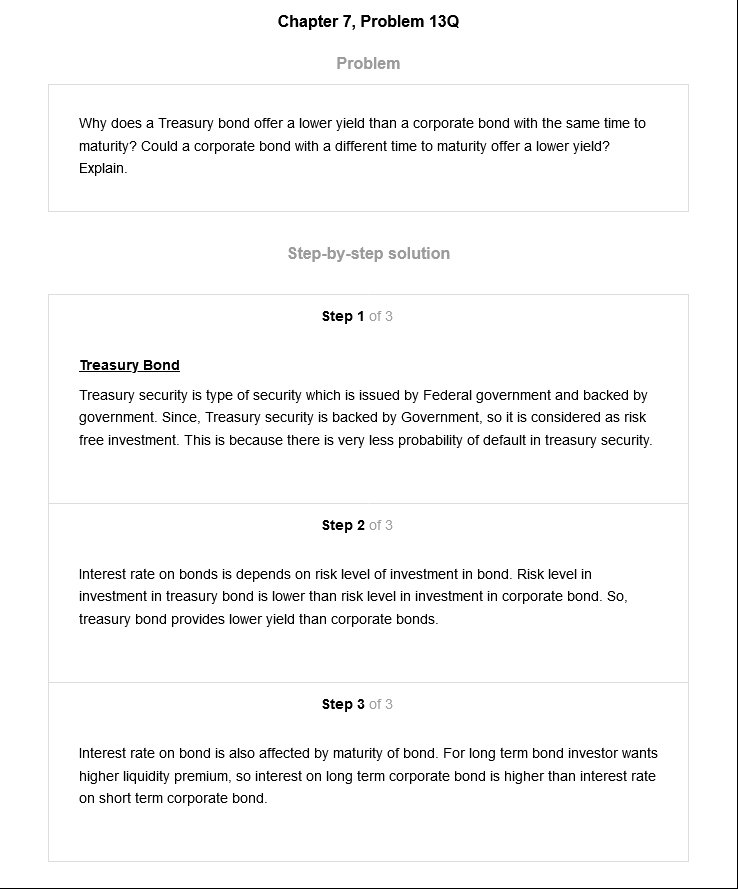 Chapter 7, Problem 13Q
Problem
Why does a Treasury bond offer a lower yield than a corporate bond with the same time to
maturity? Could a corporate bond with a different time to maturity offer a lower yield?
Explain.
Step-by-step solution
Step 1 of 3
Treasury Bond
Treasury security is type of security which is issued by Federal government and backed by
government. Since, Treasury security is backed by Government, so it is considered as risk
free investment. This is because there is very less probability of default in treasury security.
Step 2 of 3
Interest rate on bonds is depends on risk level of investment in bond. Risk level in
investment in treasury bond is lower than risk level in investment in corporate bond. So,
treasury bond provides lower yield than corporate bonds.
Step 3 of 3
Interest rate on bond is also affected by maturity of bond. For long term bond investor wants
higher liquidity premium, so interest on long term corporate bond is higher than interest rate
on short term corporate bond.